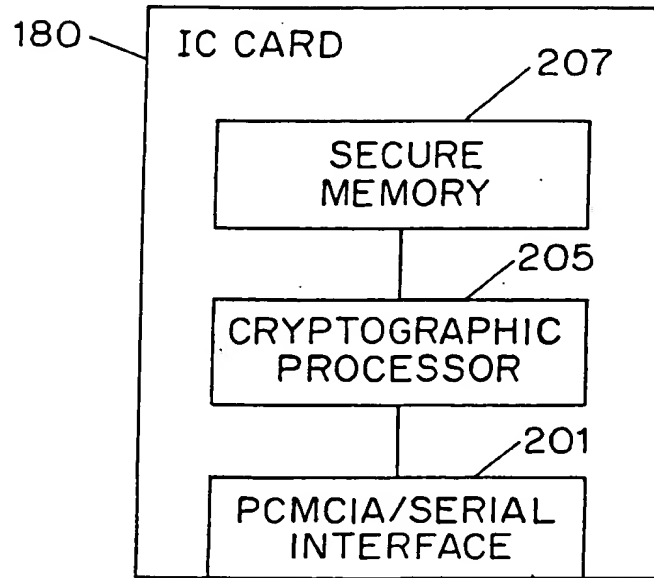 180
IC CARD
207
SECURE
MEMORY
205
CRYPTOGRAPHIC
PROCESSOR
201
PCMCIA/SERIAL
INTERFACE